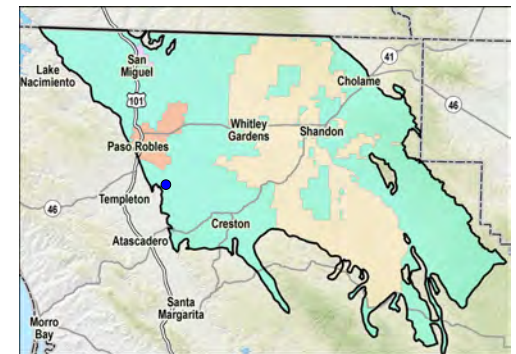 San
Miguel
Lake
Nacimiento
41
Cholame
101
46
Whitley
Gardens
Shandon
Paso Robles
Templeton
46
Creston
Atascadero
Santa
Margarita
Morro
Bay